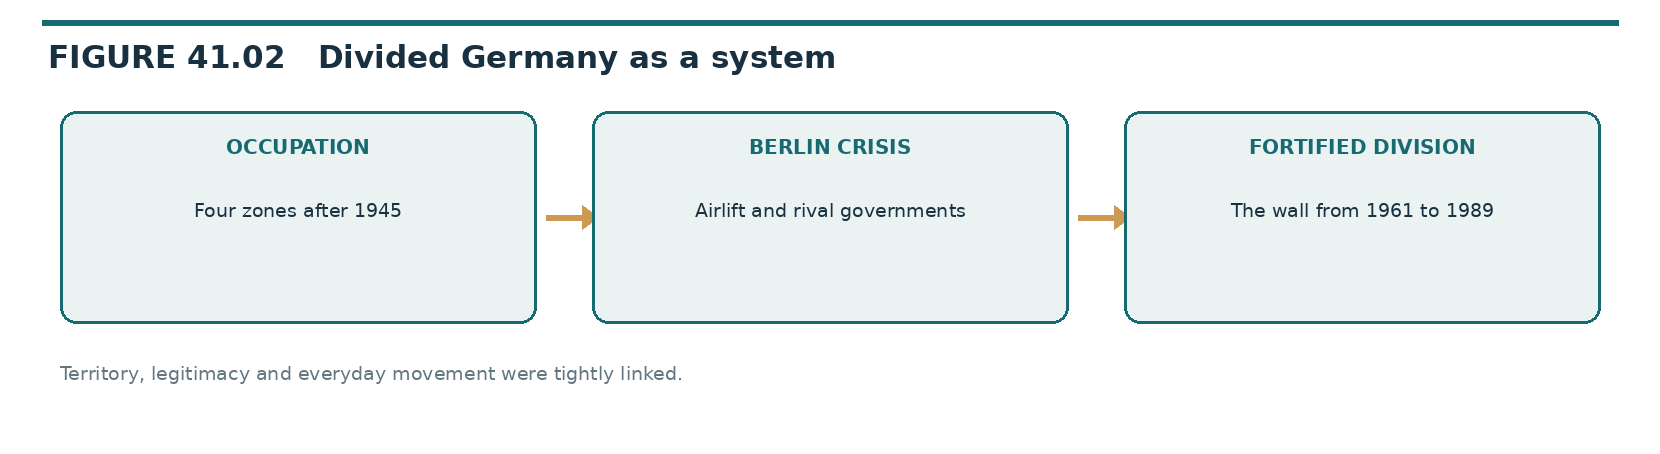 FIGURE 41.02 Divided Germany as a system
OCCUPATION
Four zones after 1945
BERLIN CRISIS
Airlift and rival governments
FORTIFIED DIVISION
The wall from 1961 to 1989
Territory, legitimacy and everyday movement were tightly linked.